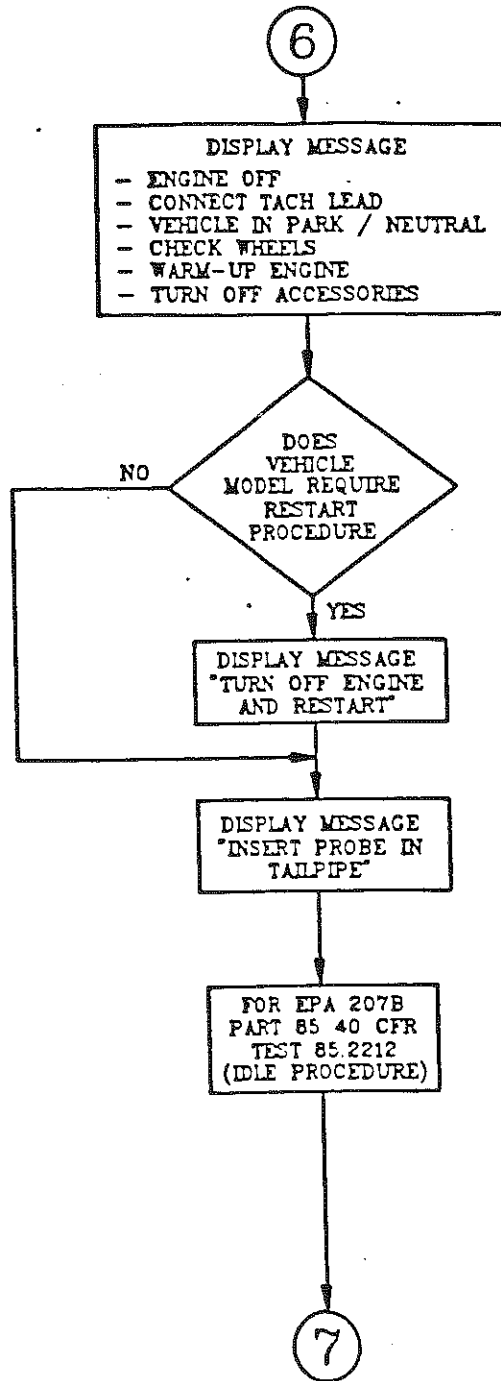 6
DISPLAY MESSAGE
- ENGINE OFF
- CONNECT TACH LEAD
- VEHICLE IN PARK / NEUTRAL
- CHECK WHEELS
- WARM-UP ENGINE
- TURN OFF ACCESSORIES
DOES
VEHICLE
MODEL REQUIRE
RESTART
PROCEDURE
NO
YES
DISPLAY MESSAGE
"TURN OFF ENGINE
AND RESTART"
DISPLAY MESSAGE
"INSERT PROBE IN
TAILPIPE"
FOR EPA 207B
PART 85 40 CFR
TEST 85.2212
(IDLE PROCEDURE)
7